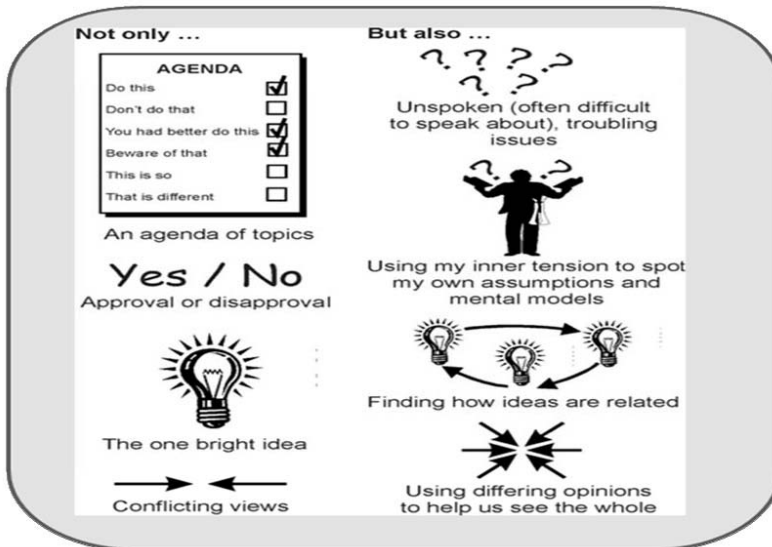 Not only ...
AGENDA
Do this
Don't do that
You had better do this
Beware of that
This is so
That is different
An agenda of topics
Yes / No
Approval or disapproval
The one bright idea
Conflicting views
But also ...
? ? ? ?
? ?
Unspoken (often difficult
to speak about), troubling
issues
? ?
Using my inner tension to spot
my own assumptions and
mental models
Finding how ideas are related
Using differing opinions
to help us see the whole